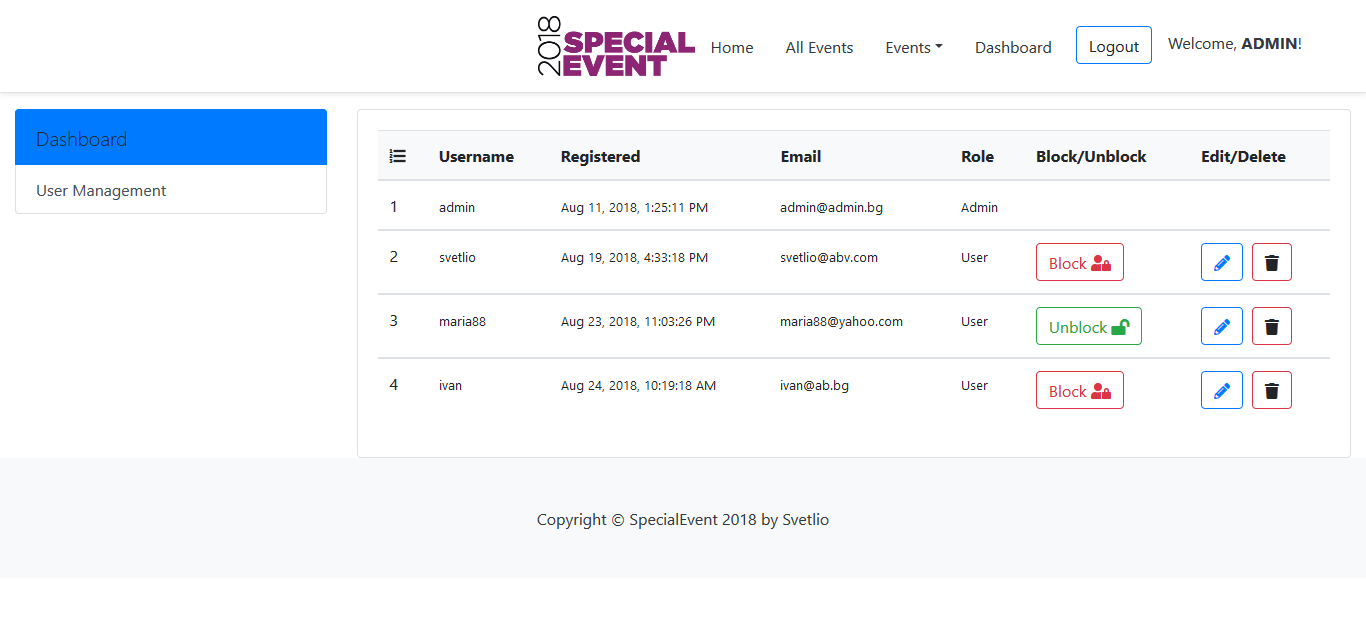 2018 SPECIAL EVENT Home All Events Events Dashboard Logout Welcome, ADMIN!
Dashboard
User Management
Username Registered Email Role Block/Unblock Edit/Delete
1 admin Aug 11, 2018, 1:25:11 PM admin@admin.bg Admin
2 svetlio Aug 19, 2018, 4:33:18 PM svetlio@abv.com User Block
3 maria88 Aug 23, 2018, 11:03:26 PM maria88@yahoo.com User Unblock
4 ivan Aug 24, 2018, 10:19:18 AM ivan@ab.bg User Block
Copyright © SpecialEvent 2018 by Svetlio